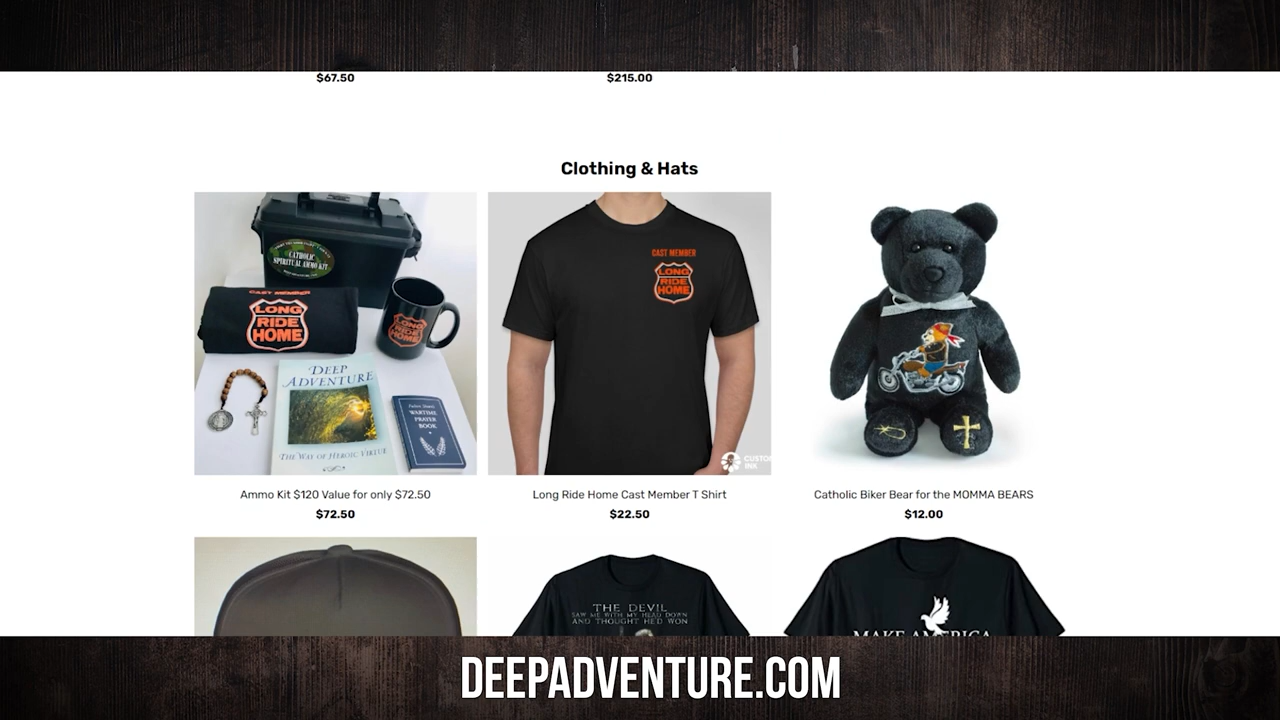 $67.50
$215.00
Clothing & Hats
CATHOLIC
SPIRITUAL AMMO KIT
CAST MEMBER
LONG
RIDE
HOME
LONG
RIDE
HOME
DEEP
ADVENTURE
THE WAY OF HEROIC VIRTUE
WARTIME
PRAYER
BOOK
CAST MEMBER
LONG
RIDE
HOME
CUSTOM
INK
Ammo Kit $120 Value for only $72.50
$72.50
Long Ride Home Cast Member T Shirt
$22.50
Catholic Biker Bear for the MOMMA BEARS
$12.00
THE DEVIL
SAW ME WITH MY HEAD DOWN
AND THOUGHT HE'D WON
MAKE AMERICA
DEEPADVENTURE.COM